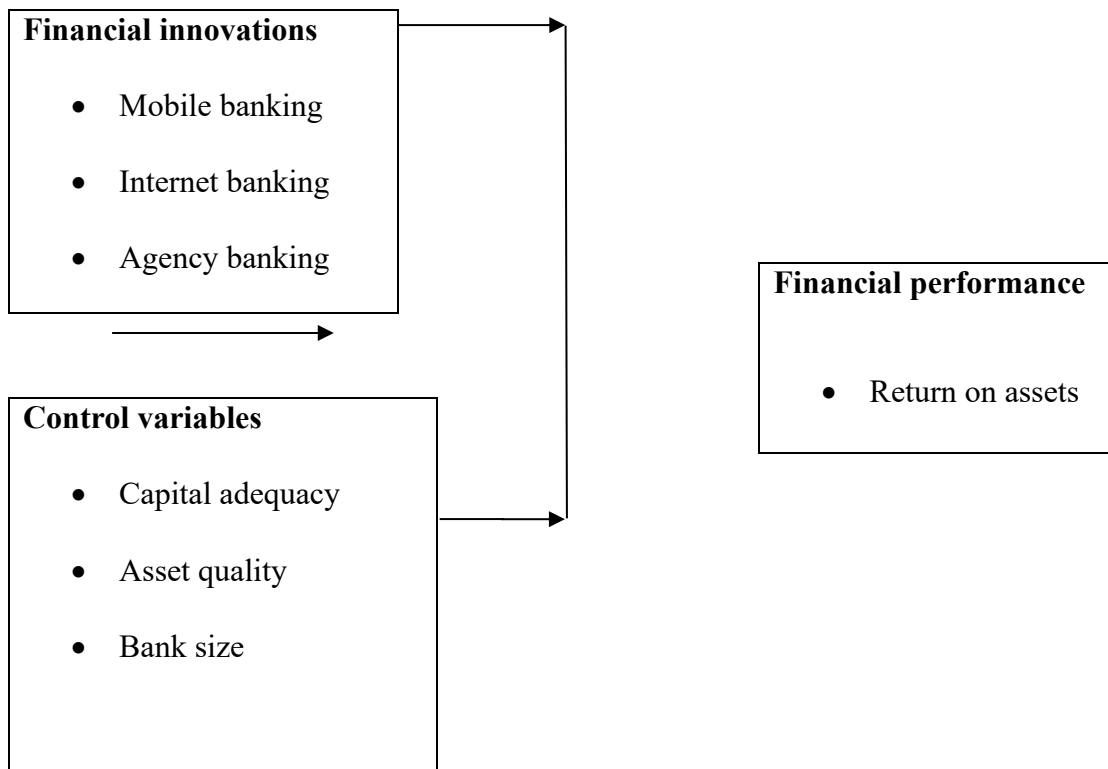 Financial innovations
• Mobile banking
• Internet banking
• Agency banking
Control variables
• Capital adequacy
• Asset quality
• Bank size
Financial performance
• Return on assets